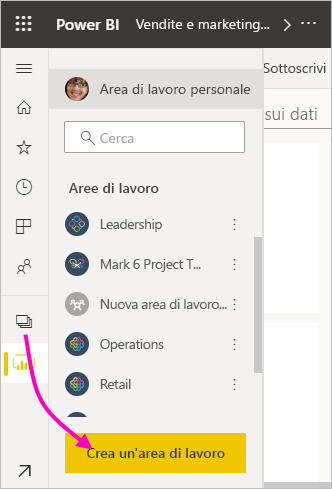 Power BI Vendite e marketing... > ...
Area di lavoro personale
Sottoscrivi
Cerca
sui dati
Aree di lavoro
Leadership
Mark 6 Project T...
Nuova area di lavoro...
Operations
Retail
Crea un'area di lavoro